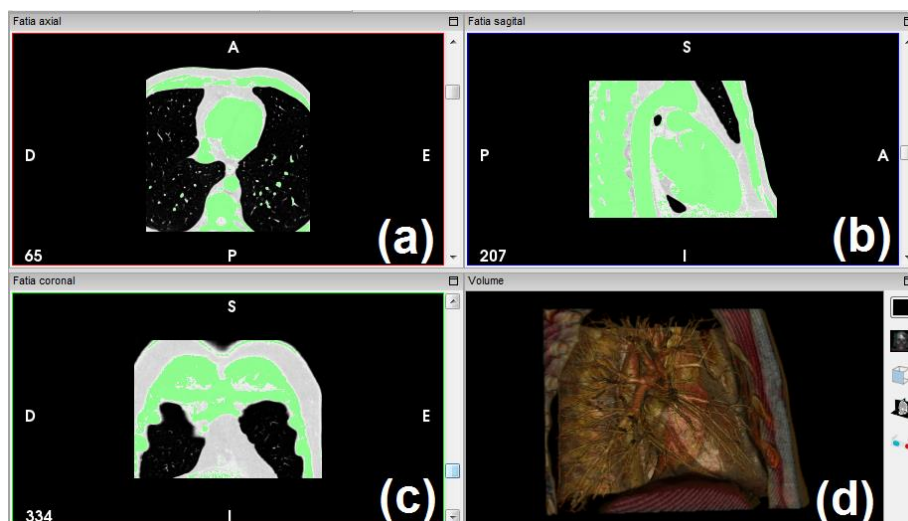 Fatia axial
A
D
E
65
P
(a)
Fatia sagital
S
P
A
207
I
(b)
Fatia coronal
S
D
E
334
I
(c)
Volume
(d)